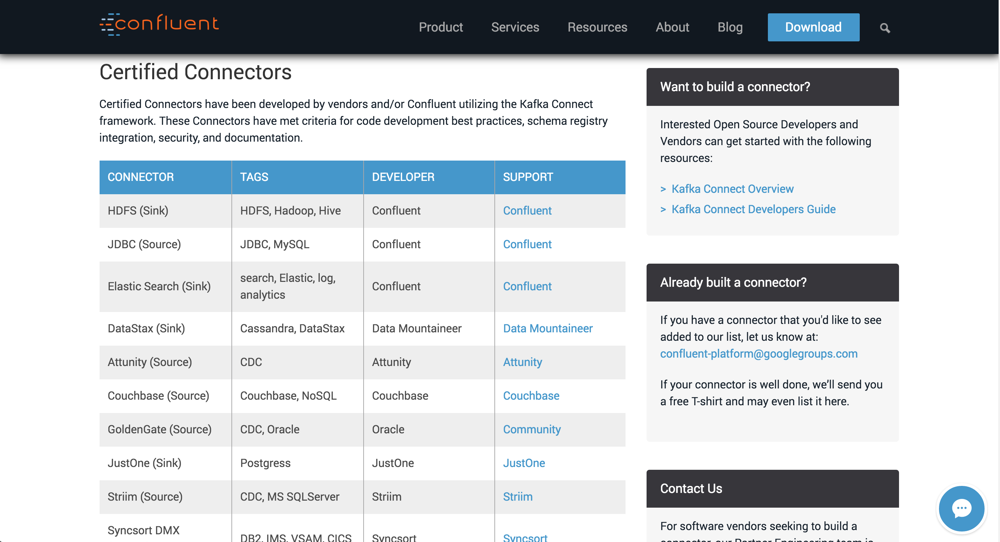 confluent
Product Services Resources About Blog Download
Certified Connectors
Certified Connectors have been developed by vendors and/or Confluent utilizing the Kafka Connect
framework. These Connectors have met criteria for code development best practices, schema registry
integration, security, and documentation.
CONNECTOR TAGS DEVELOPER SUPPORT
HDFS (Sink) HDFS, Hadoop, Hive Confluent Confluent
JDBC (Source) JDBC, MySQL Confluent Confluent
Elastic Search (Sink) search, Elastic, log,
analytics Confluent Confluent
DataStax (Sink) Cassandra, DataStax Data Mountaineer Data Mountaineer
Attunity (Source) CDC Attunity Attunity
Couchbase (Source) Couchbase, NoSQL Couchbase Couchbase
GoldenGate (Source) CDC, Oracle Oracle Community
JustOne (Sink) Postgress JustOne JustOne
Striim (Source) CDC, MS SQLServer Striim Striim
Syncsort DMX
DB2, IMS, VSAM, CICS Syncsort Syncsort
Want to build a connector?
Interested Open Source Developers and
Vendors can get started with the following
resources:
> Kafka Connect Overview
> Kafka Connect Developers Guide
Already built a connector?
If you have a connector that you'd like to see
added to our list, let us know at:
confluent-platform@googlegroups.com
If your connector is well done, we’ll send you
a free T-shirt and may even list it here.
Contact Us
For software vendors seeking to build a
connector, our Partner Engineering team is